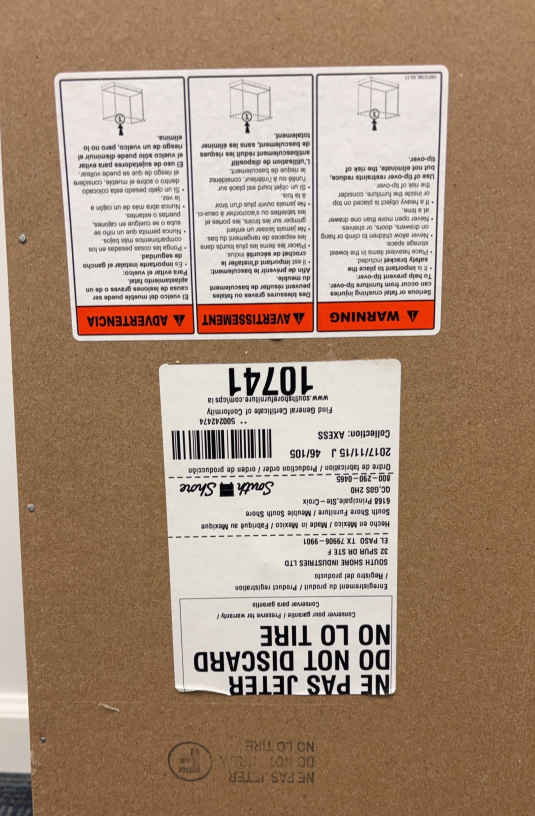 NE PAS JETER
DO NOT DISCARD
NO LO TIRE
NE PAS JETER
DO NOT DISCARD
NO LO TIRE
Conserver pour garantie / Preserve for warranty /
Conservar para garantía
Enregistrement du produit / Product registration
/ Registro del producto
SOUTH SHORE INDUSTRIES LTD
32 SPUR DR STE F
EL PASO TX 79906-9901
Hecho en México / Made in Mexico / Fabriqué au Mexique
South Shore Furniture / Meuble South Shore
6168 Principale, Ste-Croix
QC, G0S 2H0
800-290-0465
South Shore
Ordre de fabrication / Production order / orden de producción
2017/11/15 J 46/105
Collection: AXESS
** 500242474
Find General Certificate of Conformity
www.southshorefurniture.com/cpsia
10741
WARNING
Serious or fatal crushing injuries
can occur from furniture tip-over.
To help prevent tip-over:
• It is important to place the
safety bracket included.
• Place heaviest items in the lowest
storage space.
• Never allow children to climb or hang
on drawers, doors, or shelves
• Never open more than one drawer
at a time.
• If a heavy object is placed on top
or inside the furniture, consider
the risk of tip-over.
Use of tip-over restraints reduce,
but not eliminate, the risk of
tip-over.
AVERTISSEMENT
Des blessures graves ou fatales
peuvent résulter de basculement
du meuble.
Afin de prévenir le basculement:
• Il est important d'installer le
crochet de sécurité inclus.
• Placer les items les plus lourds dans
les espaces de rangement du bas.
• Ne jamais laisser un enfant
grimper sur les tiroirs, les portes et
les tablettes ou s'accrocher à ceux-ci.
• Ne jamais ouvrir plus d'un tiroir
à la fois.
• Si un objet lourd est placé sur
l'unité ou à l'intérieur, considérez
le risque de basculement.
L'utilisation de dispositif
antibasculement réduit les risques
de basculement, sans les éliminer
totalement.
ADVERTENCIA
El vuelco del mueble puede ser
causa de lesiones graves o de un
aplastamiento fatal.
Para evitar el vuelco:
• Es importante instalar el gancho
de seguridad
• Ponga las cosas pesadas en los
compartimentos más bajos.
• Nunca permita que un niño se
suba o se cuelgue en cajones,
puertas o estantes.
• Nunca abra más de un cajón a
la vez.
• Si un objeto pesado está colocado
dentro o sobre el mueble, considere
el riesgo de que se pueda volcar.
El uso de sujetadores para evitar
el vuelco sólo puede disminuir el
riesgo de un vuelco, pero no lo
elimina.